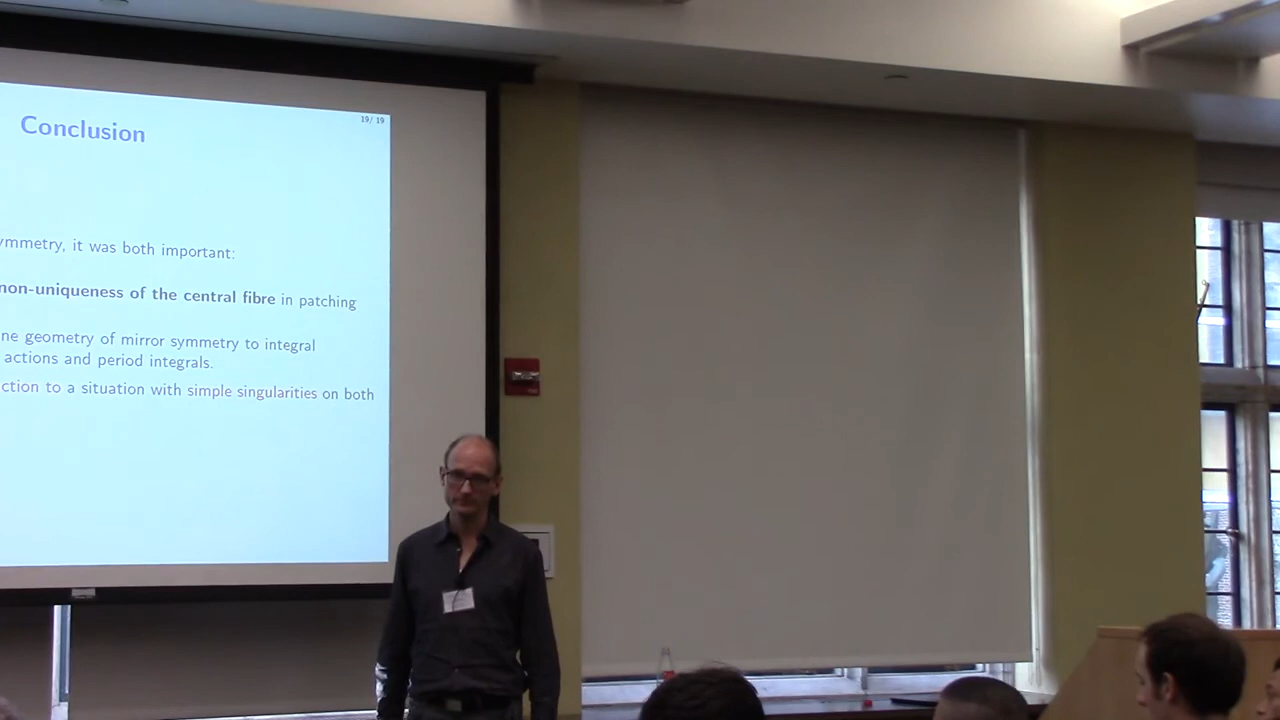 19/ 19
Conclusion
ymmetry, it was both important:
non-uniqueness of the central fibre in patching
ne geometry of mirror symmetry to integral
actions and period integrals.
ction to a situation with simple singularities on both